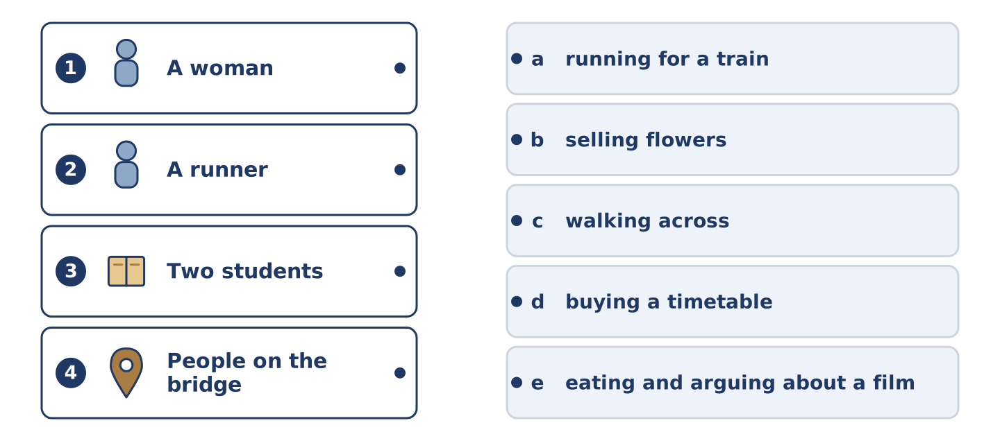 1 A woman
2 A runner
3 Two students
4 People on the
bridge
a running for a train
b selling flowers
c walking across
d buying a timetable
e eating and arguing about a film